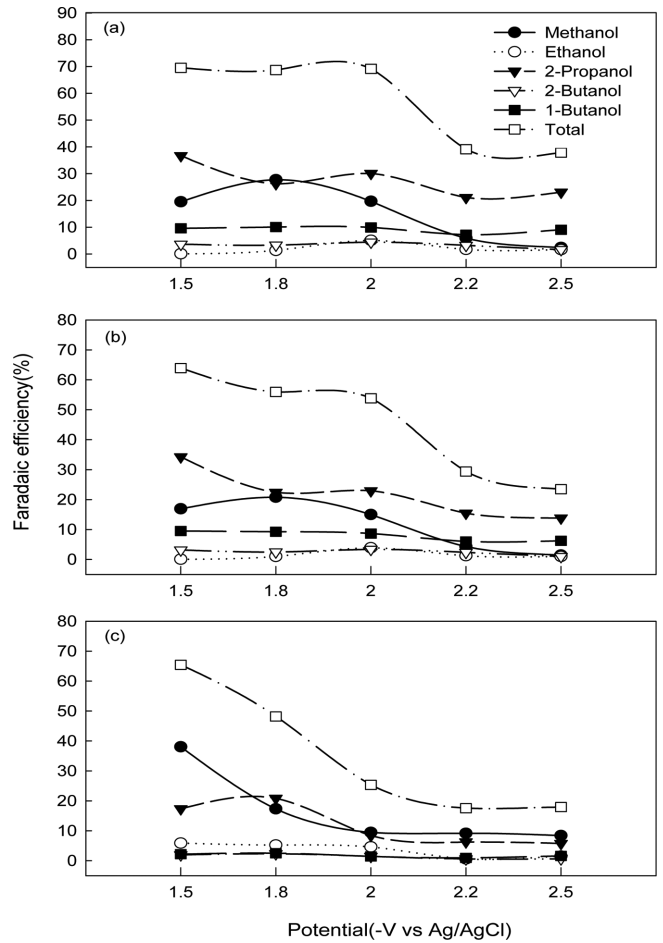 90
(a)
Methanol
80
Ethanol
70
2-Propanol
60
2-Butanol
50
1-Butanol
40
Total
30
20
10
0
1.5 1.8 2 2.2 2.5
80
(b)
70
60
50
40
30
20
10
0
1.5 1.8 2 2.2 2.5
Faradaic efficiency(%)
80
(c)
70
60
50
40
30
20
10
0
1.5 1.8 2 2.2 2.5
Potential(-V vs Ag/AgCl)